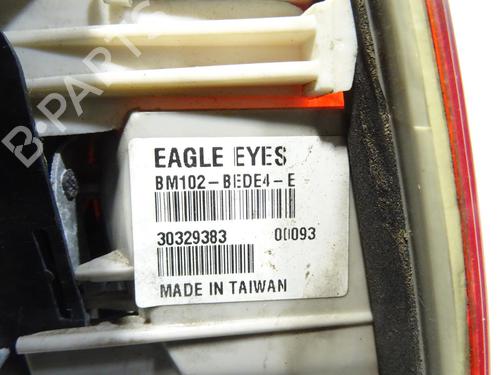 B PARTS
EAGLE EYES
BM102-BEDE4-E
30329383 00093
MADE IN TAIWAN